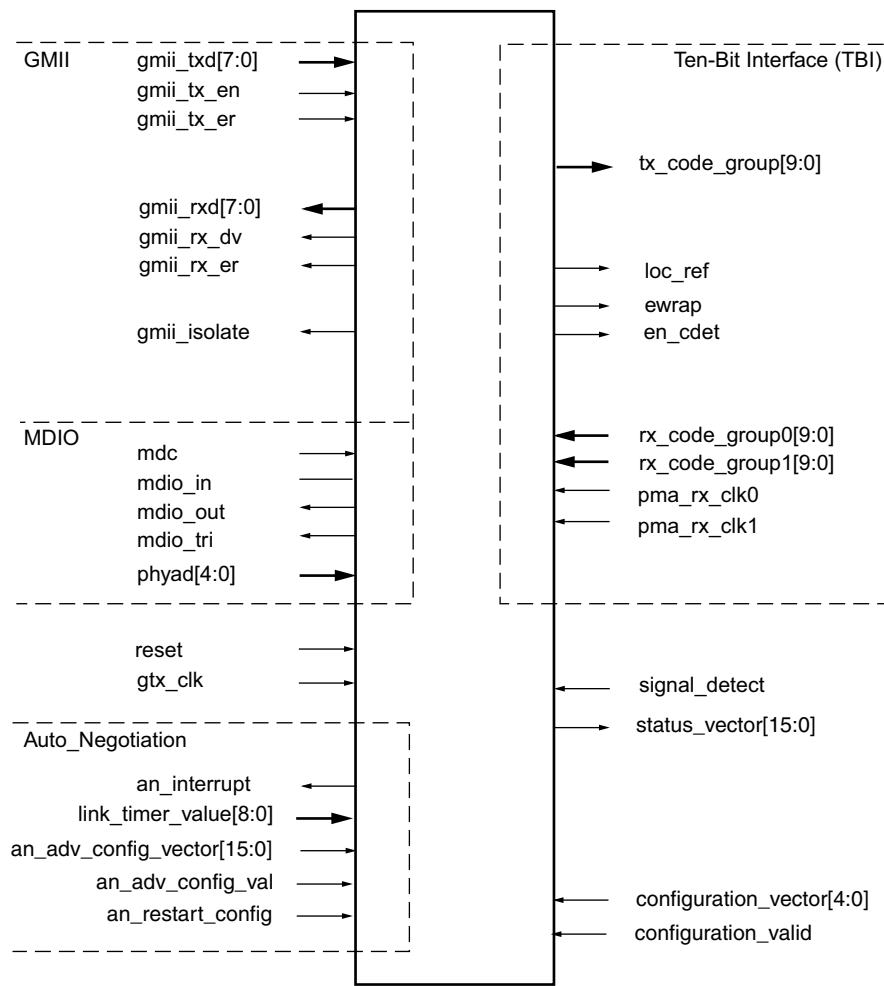 GMII
gmii_txd[7:0]
gmii_tx_en
gmii_tx_er
gmii_rxd[7:0]
gmii_rx_dv
gmii_rx_er
gmii_isolate
MDIO
mdc
mdio_in
mdio_out
mdio_tri
phyad[4:0]
reset
gtx_clk
Auto_Negotiation
an_interrupt
link_timer_value[8:0]
an_adv_config_vector[15:0]
an_adv_config_val
an_restart_config
Ten-Bit Interface (TBI)
tx_code_group[9:0]
loc_ref
ewrap
en_cdet
rx_code_group0[9:0]
rx_code_group1[9:0]
pma_rx_clk0
pma_rx_clk1
signal_detect
status_vector[15:0]
configuration_vector[4:0]
configuration_valid